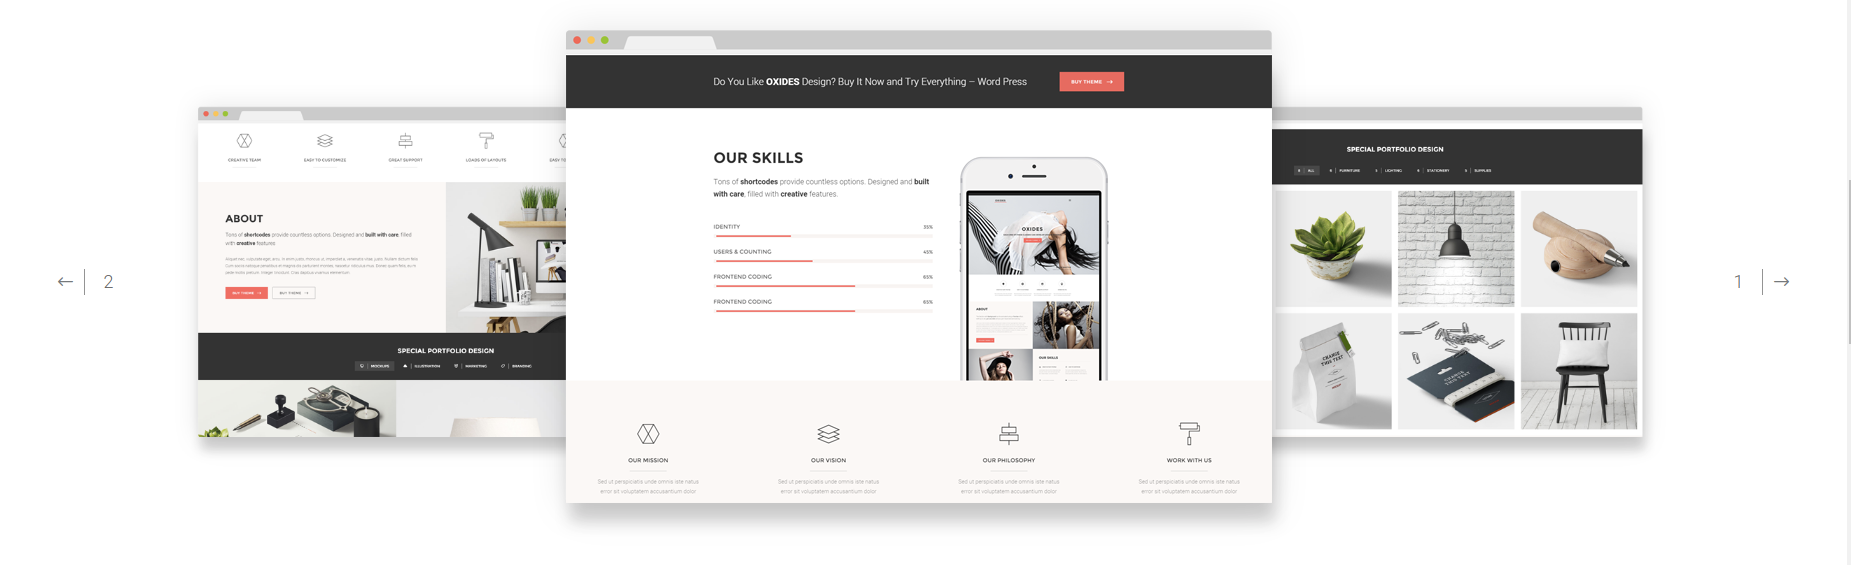 Do You Like OXIDES Design? Buy It Now and Try Everything – Word Press
BUY THEME
CREATIVE TEAM
EASY TO CUSTOMIZE
GREAT SUPPORT
LOADS OF LAYOUTS
EASY TO
ABOUT
Tons of shortcodes provide countless options. Designed and built with care, filled
with creative features.
BUY THEME
BUY THEME
SPECIAL PORTFOLIO DESIGN
MOCKUPS
ILLUSTRATION
MARKETING
BRANDING
2
OUR SKILLS
Tons of shortcodes provide countless options. Designed and built
with care, filled with creative features.
IDENTITY 35%
USERS & COUNTING 45%
FRONTEND CODING 65%
FRONTEND CODING 65%
OXIDES
ABOUT
OUR SKILLS
OUR MISSION
OUR VISION
OUR PHILOSOPHY
WORK WITH US
Sed ut perspiciatis unde omnis iste natus
error sit voluptatem accusantium dolor
Sed ut perspiciatis unde omnis iste natus
error sit voluptatem accusantium dolor
Sed ut perspiciatis unde omnis iste natus
error sit voluptatem accusantium dolor
Sed ut perspiciatis unde omnis iste natus
error sit voluptatem accusantium dolor
SPECIAL PORTFOLIO DESIGN
ALL
FURNITURE
LIGHTING
STATIONERY
SUPPLIES
CHANGE
THIS TEXT
CHANGE
THIS TEXT
1